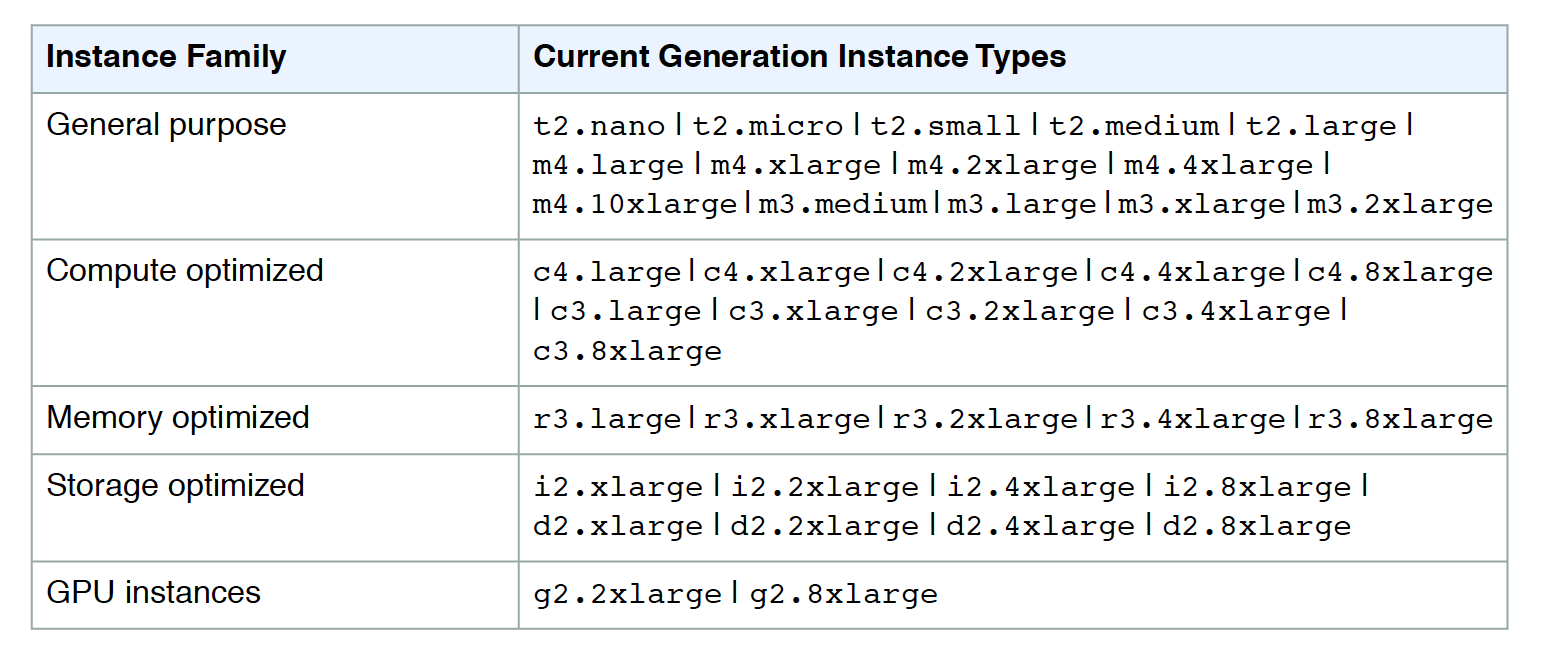 Instance Family Current Generation Instance Types
General purpose t2.nano | t2.micro | t2.small | t2.medium | t2.large |
m4.large | m4.xlarge | m4.2xlarge | m4.4xlarge |
m4.10xlarge | m3.medium | m3.large | m3.xlarge | m3.2xlarge
Compute optimized c4.large | c4.xlarge | c4.2xlarge | c4.4xlarge | c4.8xlarge
| c3.large | c3.xlarge | c3.2xlarge | c3.4xlarge |
c3.8xlarge
Memory optimized r3.large | r3.xlarge | r3.2xlarge | r3.4xlarge | r3.8xlarge
Storage optimized i2.xlarge | i2.2xlarge | i2.4xlarge | i2.8xlarge |
d2.xlarge | d2.2xlarge | d2.4xlarge | d2.8xlarge
GPU instances g2.2xlarge | g2.8xlarge